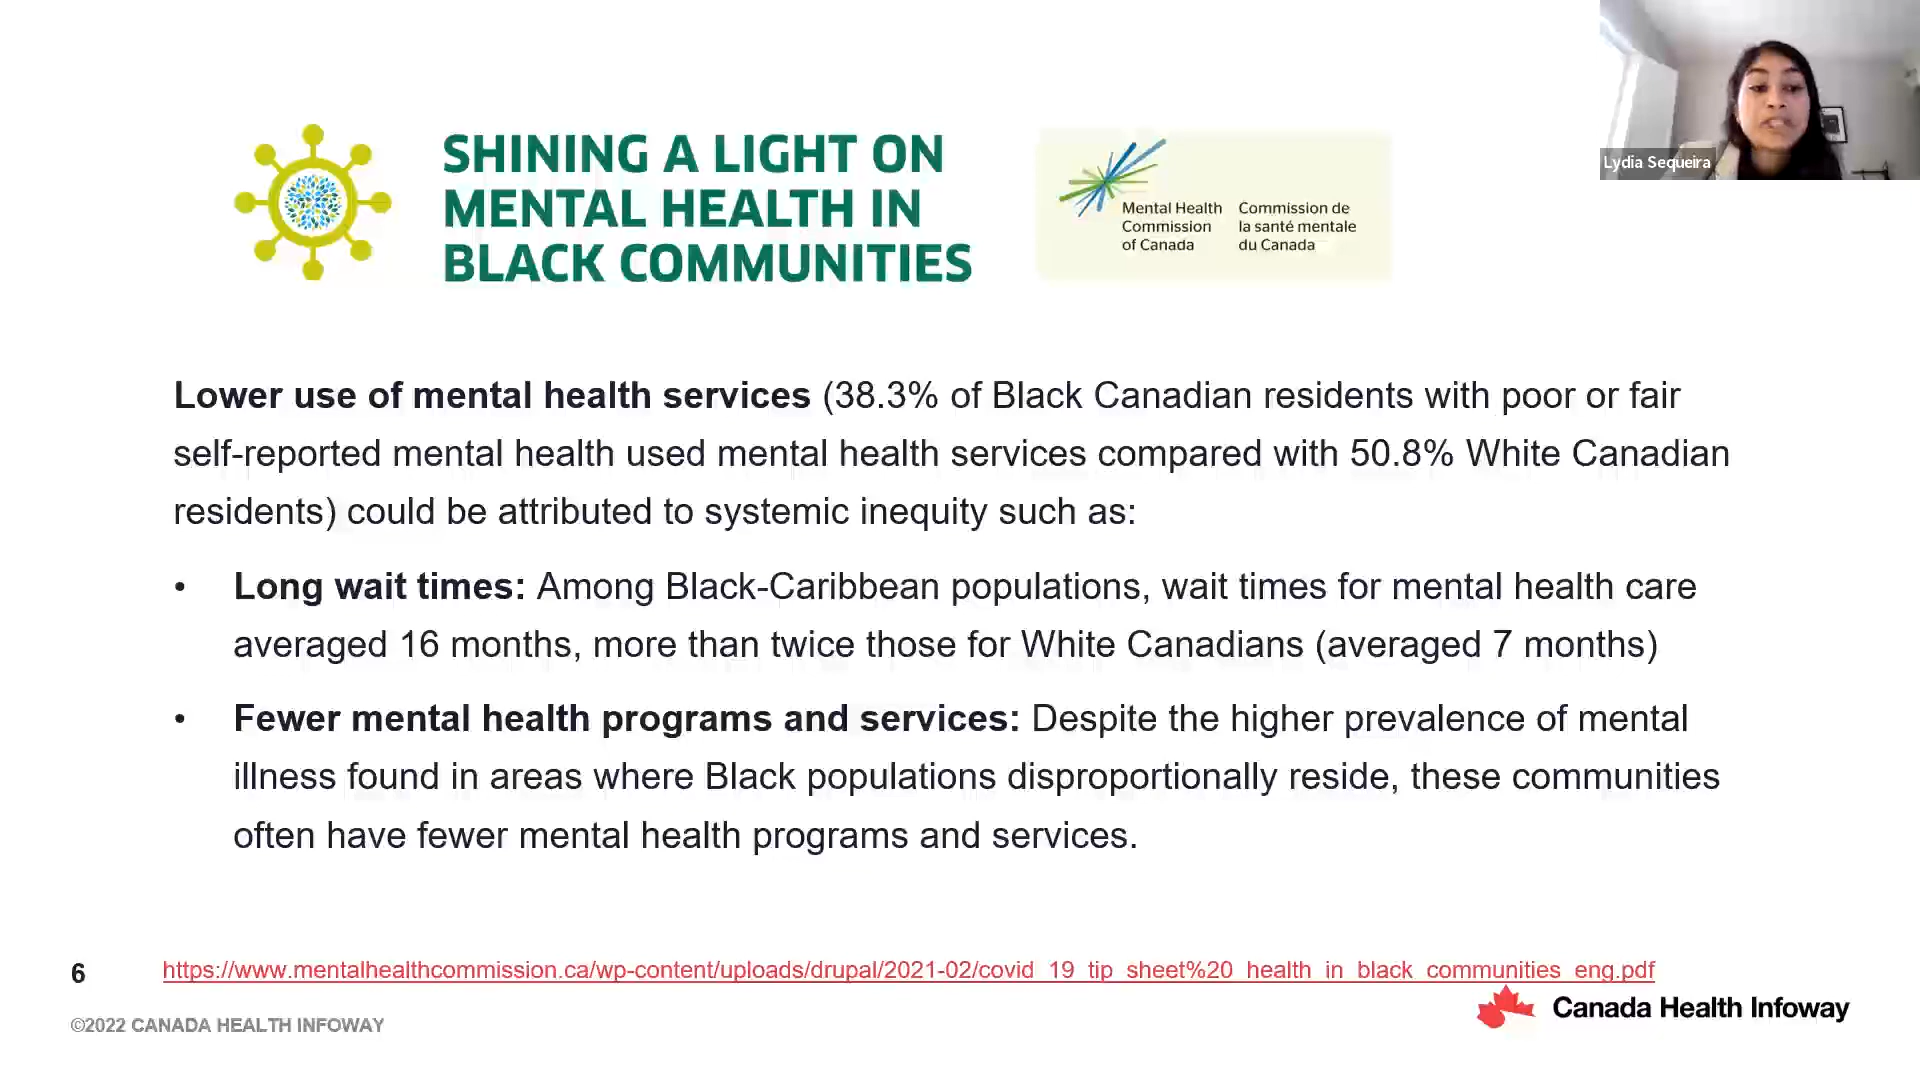 SHINING A LIGHT ON
MENTAL HEALTH IN
BLACK COMMUNITIES
Mental Health
Commission
of Canada
Commission de
la santé mentale
du Canada
Lydia Sequeira
Lower use of mental health services (38.3% of Black Canadian residents with poor or fair
self-reported mental health used mental health services compared with 50.8% White Canadian
residents) could be attributed to systemic inequity such as:
• Long wait times: Among Black-Caribbean populations, wait times for mental health care
averaged 16 months, more than twice those for White Canadians (averaged 7 months)
• Fewer mental health programs and services: Despite the higher prevalence of mental
illness found in areas where Black populations disproportionally reside, these communities
often have fewer mental health programs and services.
6
https://www.mentalhealthcommission.ca/wp-content/uploads/drupal/2021-02/covid_19_tip_sheet%20_health_in_black_communities_eng.pdf
Canada Health Infoway
©2022 CANADA HEALTH INFOWAY